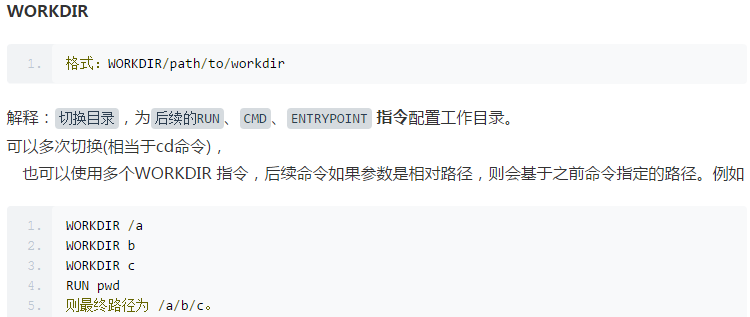 WORKDIR
1. 格式：WORKDIR/path/to/workdir
解释：切换目录，为后续的RUN、CMD、ENTRYPOINT 指令配置工作目录。
可以多次切换(相当于cd命令)，
也可以使用多个WORKDIR 指令，后续命令如果参数是相对路径，则会基于之前命令指定的路径。例如
1. WORKDIR /a
2. WORKDIR b
3. WORKDIR c
4. RUN pwd
5. 则最终路径为 /a/b/c。